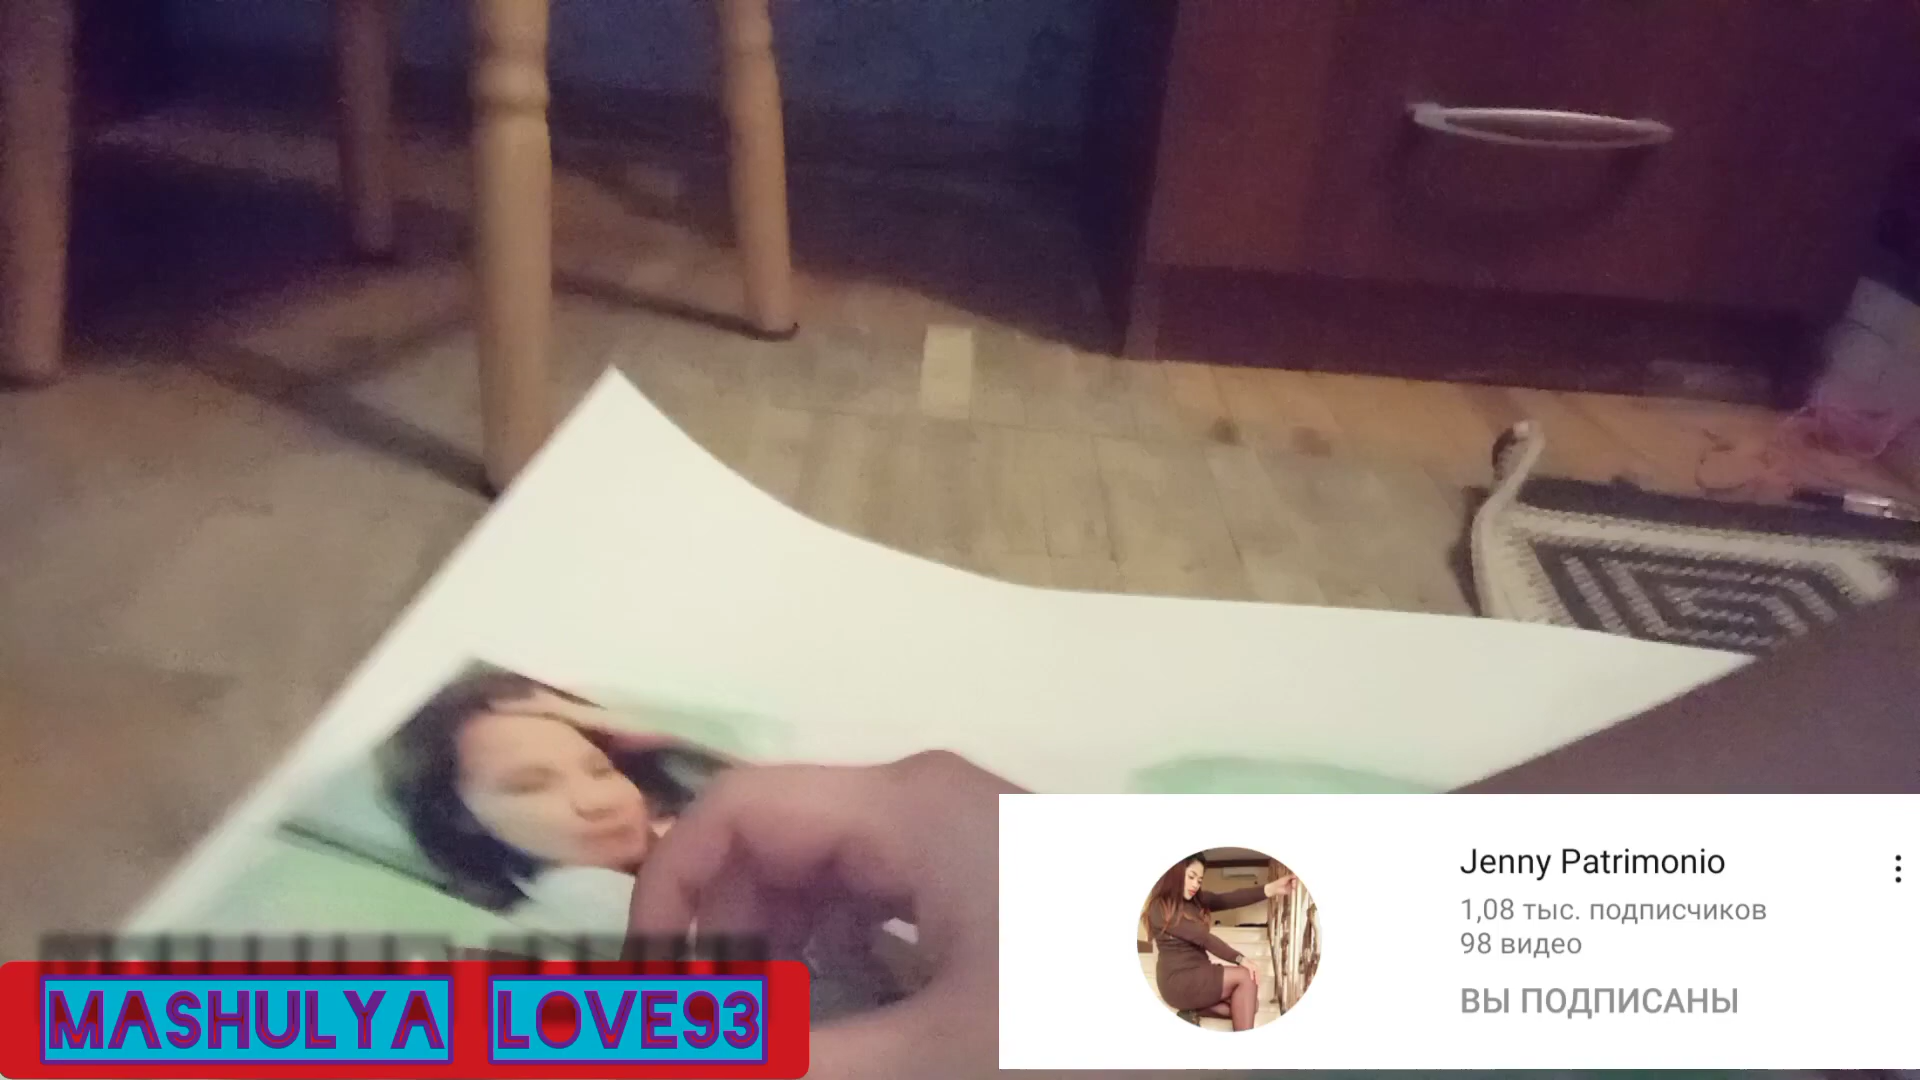 Jenny Patrimonio
1,08 тыс. подписчиков
98 видео
ВЫ ПОДПИСАНЫ
MASHULYA LOVE93